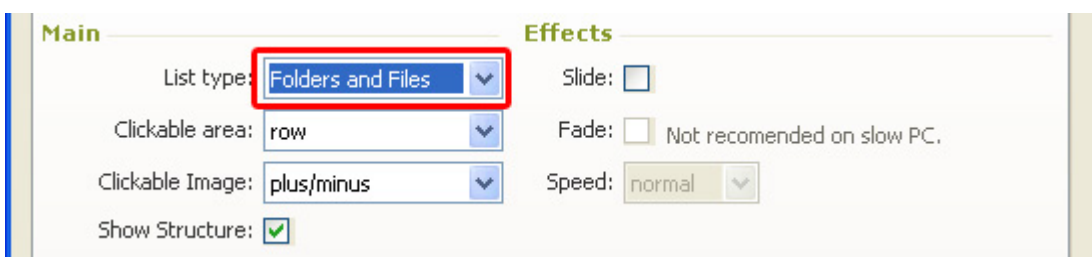 Main
Effects
List type: Folders and Files
Slide:
Clickable area: row
Fade: Not recomended on slow PC.
Clickable Image: plus/minus
Speed: normal
Show Structure: